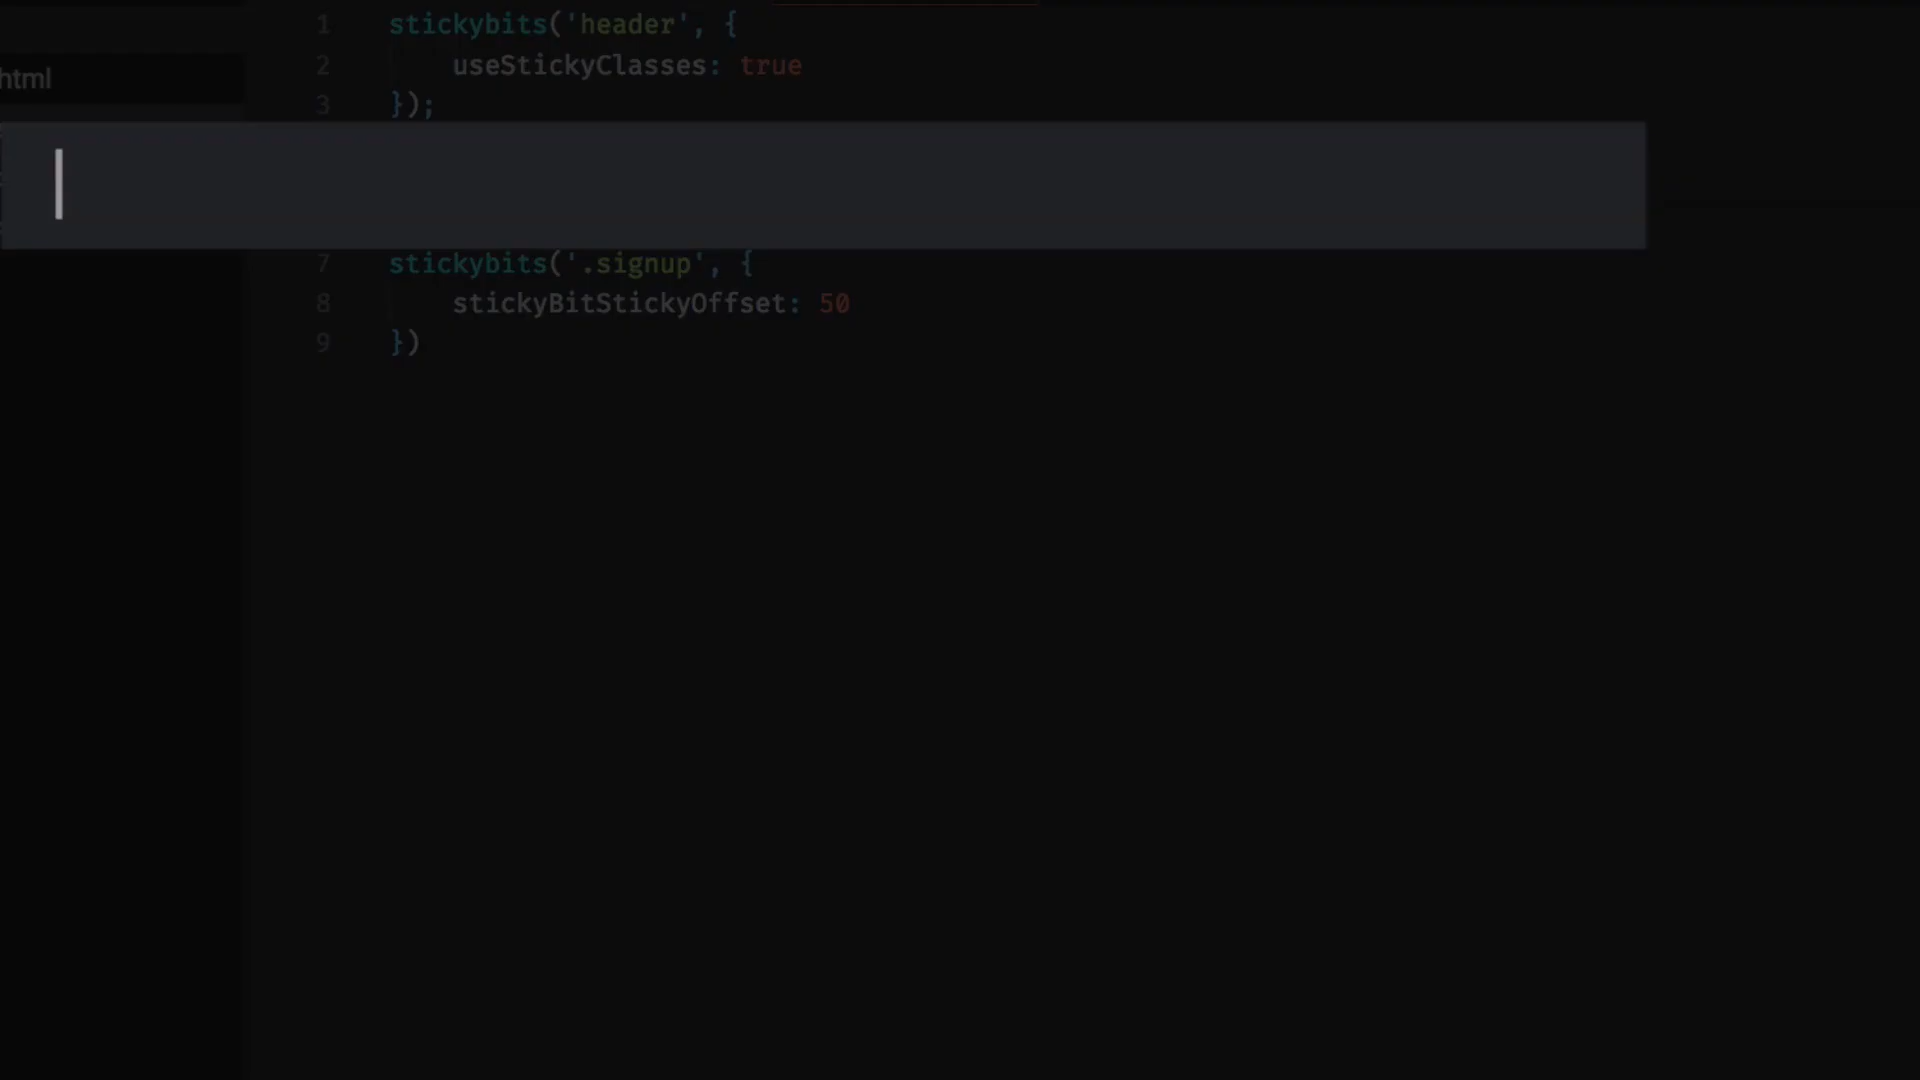 1 stickybits('header', {
2 useStickyClasses: true
html
3 });
7 stickybits('.signup', {
8 stickyBitStickyOffset: 50
9 })